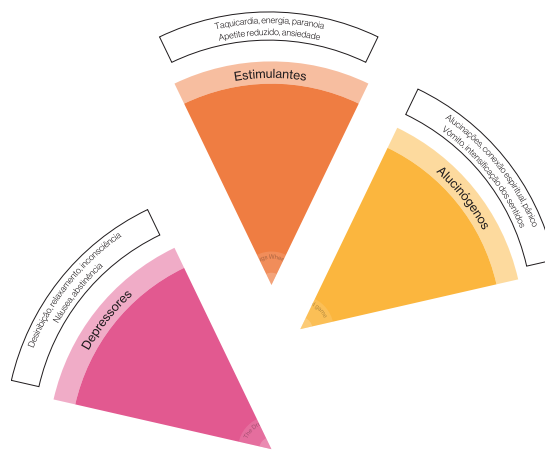 Taquicardia, energia, paranoia
Apetite reduzido, ansiedade
Estimulantes
Alucinações, conexão espiritual, pânico
Vômito, intensificação dos sentidos
Alucinógenos
Desinibição, relaxamento, inconsciência
Náusea, abstinência
Depressores